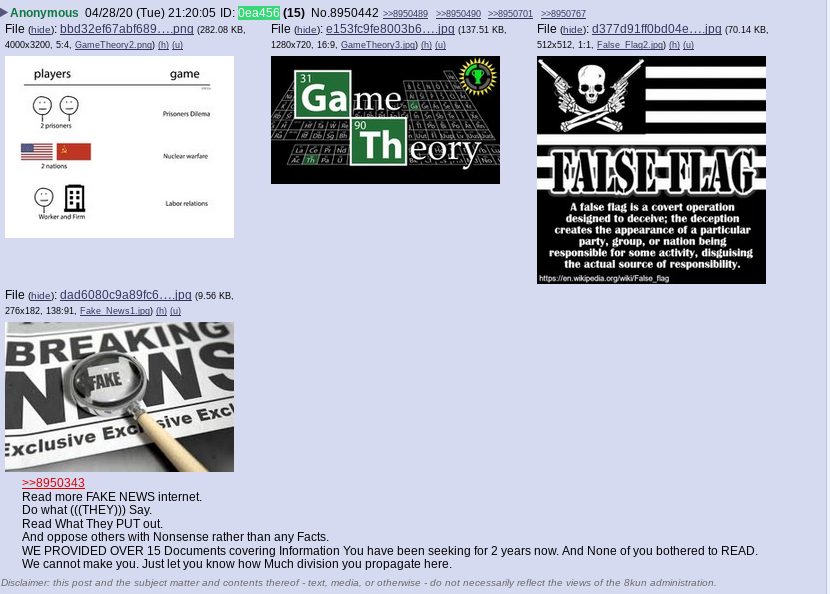 Anonymous 04/28/20 (Tue) 21:20:05 ID: 0ea456 (15) No.8950442 >>8950489 >>8950490 >>8950701 >>8950767
File (hide): bbd32ef67abf689….png (282.08 KB, 4000x3200, 5:4, GameTheory2.png) (h) (u)
players game
2 prisoners
Prisoners Dilema
2 nations
Nuclear warfare
Worker and Firm
Labor relations
File (hide): e153fc9fe8003b6….jpg (137.51 KB, 1280x720, 16:9, GameTheory3.jpg) (h) (u)
31
Game
90
Theory
File (hide): d377d91ff0bd04e….jpg (70.14 KB, 512x512, 1:1, False_Flag2.jpg) (h) (u)
FALSE FLAG
A false flag is a covert operation
designed to deceive; the deception
creates the appearance of a particular
party, group, or nation being
responsible for some activity, disguising
the actual source of responsibility.
https://en.wikipedia.org/wiki/False_flag
File (hide): dad6080c9a89fc6….jpg (9.56 KB, 276x182, 138:91, Fake_News1.jpg) (h) (u)
BREAKING
NEWS
FAKE
Exclusive Exclusive Excl
>>8950343
Read more FAKE NEWS internet.
Do what (((THEY))) Say.
Read What They PUT out.
And oppose others with Nonsense rather than any Facts.
WE PROVIDED OVER 15 Documents covering Information You have been seeking for 2 years now. And None of you bothered to READ.
We cannot make you. Just let you know how Much division you propagate here.
Disclaimer: this post and the subject matter and contents thereof - text, media, or otherwise - do not necessarily reflect the views of the 8kun administration.